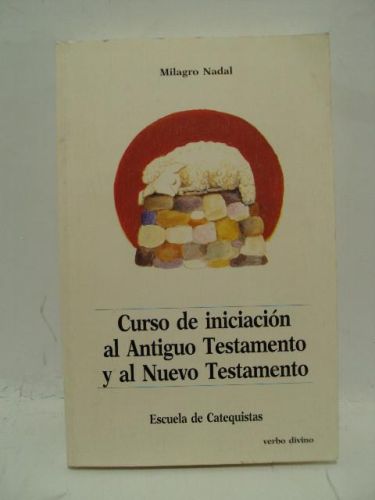 Milagro Nadal
Curso de iniciación
al Antiguo Testamento
y al Nuevo Testamento
Escuela de Catequistas
verbo divino